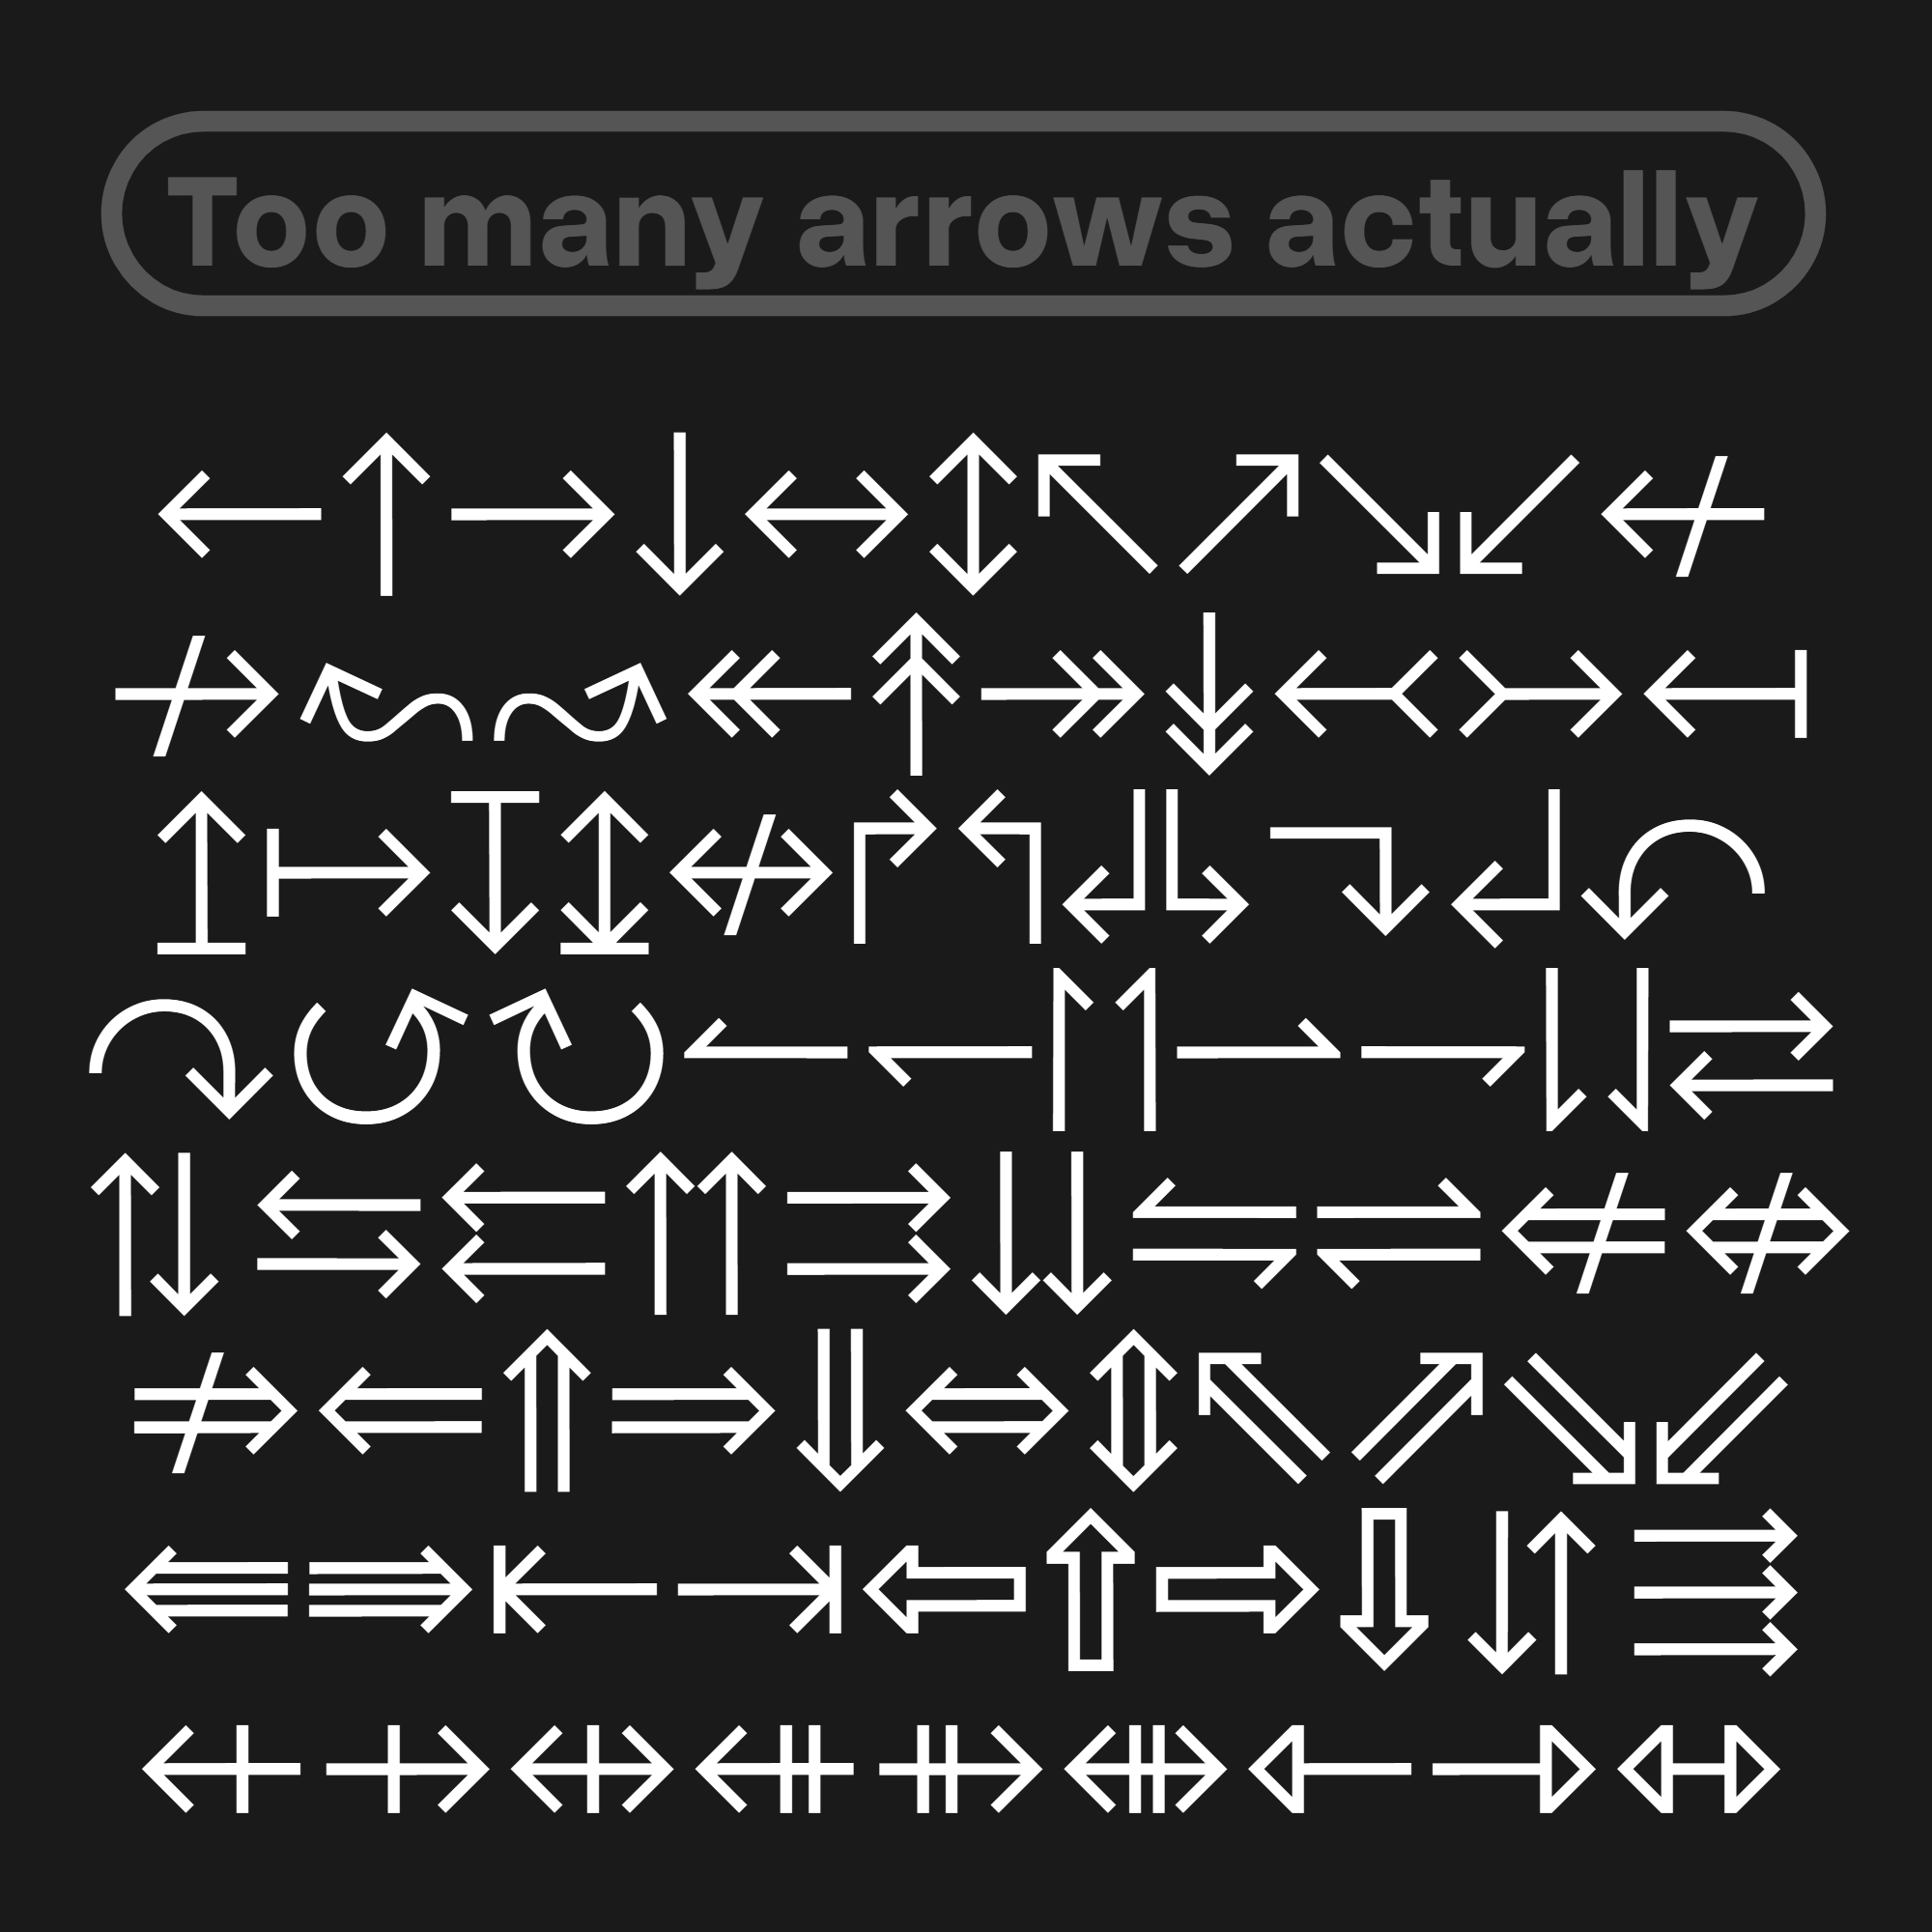 Too many arrows actually
← ↑ → ↓ ↔ ↕ ↖ ↗ ↘ ↙ ↚
↛ ↜ ↝ ↞ ↟ ↠ ↡ ↢ ↣ ↤
↥ ↦ ↧ ↨ ↮ ↱ ↰ ↲ ↳ ↴ ↵ ↶
↷ ↺ ↻ ↼ ↽ ↾ ↿ ⇀ ⇁ ⇂ ⇃ ⇄
⇅ ⇆ ⇇ ⇈ ⇉ ⇊ ⇋ ⇌ ⇍ ⇎
⇏ ⇐ ⇑ ⇒ ⇓ ⇔ ⇕ ⇖ ⇗ ⇘ ⇙
⇚ ⇛ ⇤ ⇥ ⇦ ⇧ ⇨ ⇩ ⇵ ⇶
⇷ ⇸ ⇹ ⇺ ⇻ ⇼ ⇽ ⇾ ⇿